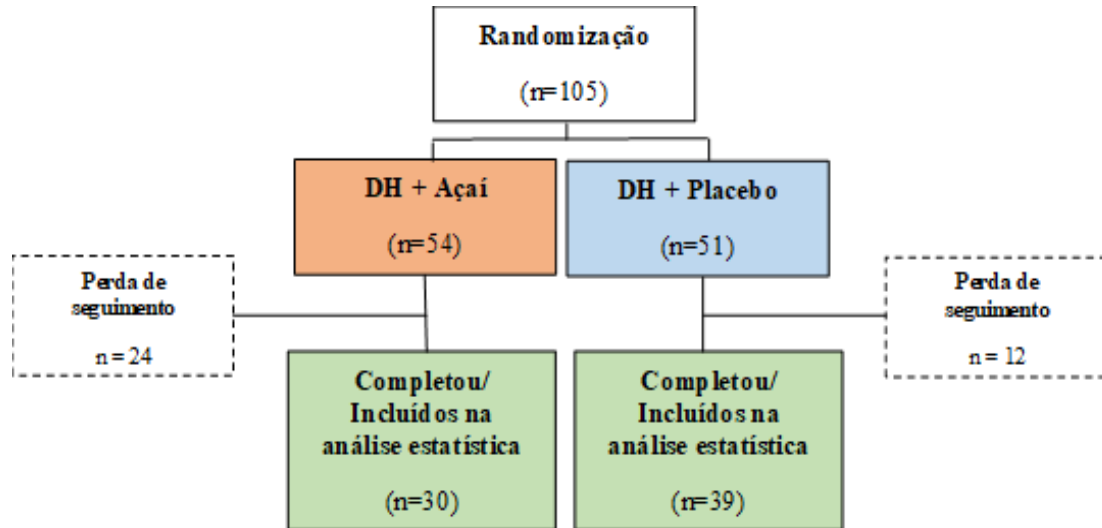 Randomização
(n=105)
DH + Açaí
(n=54)
DH + Placebo
(n=51)
Perda de
seguimento
n = 24
Perda de
seguimento
n = 12
Completou/
Incluídos na
análise estatística
(n=30)
Completou/
Incluídos na
análise estatística
(n=39)